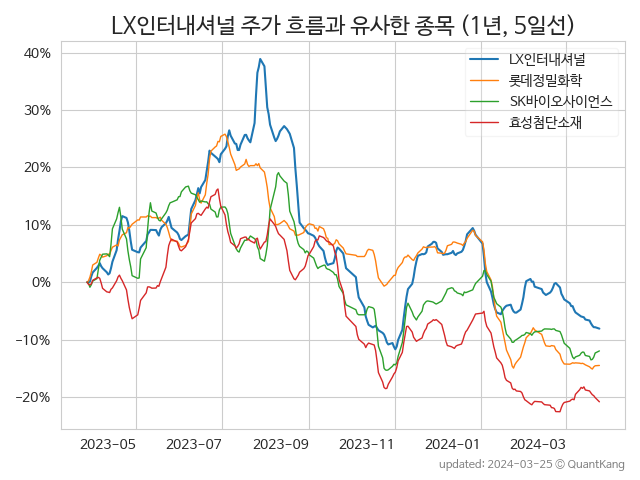 LX인터내셔널 주가 흐름과 유사한 종목 (1년, 5일선)
LX인터내셔널
롯데정밀화학
SK바이오사이언스
효성첨단소재
40%
30%
20%
10%
0%
−10%
−20%
2023-05 2023-07 2023-09 2023-11 2024-01 2024-03
updated: 2024-03-25 © QuantKang